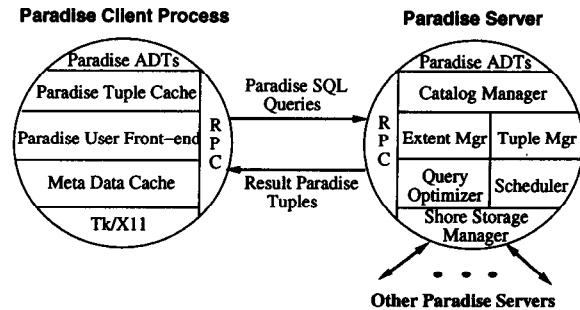 Paradise Client Process
Paradise ADTs
Paradise Tuple Cache
Paradise User Front-end
Meta Data Cache
Tk/X11
RPC
Paradise SQL
Queries
Result Paradise
Tuples
Paradise Server
RPC
Paradise ADTs
Catalog Manager
Extent Mgr
Tuple Mgr
Query
Optimizer
Scheduler
Shore Storage
Manager
Other Paradise Servers